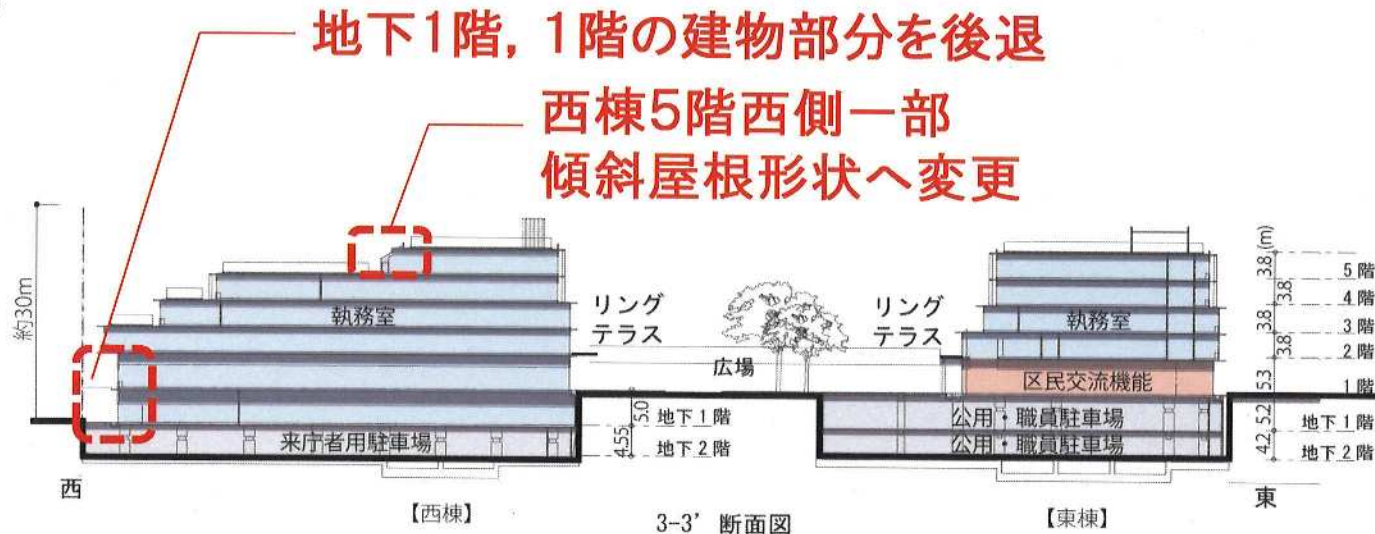 地下1階，1階の建物部分を後退
西棟5階西側一部
傾斜屋根形状へ変更
約30m
執務室
来庁者用駐車場
5.0
地下1階
4.55
地下2階
リング
テラス
広場
リング
テラス
執務室
区民交流機能
公用・職員駐車場
公用・職員駐車場
(m)
3.8
5階
3.8
4階
3.8
3階
3.8
2階
5.3
1階
5.2
地下1階
4.2
地下2階
西
東
【西棟】
3-3’ 断面図
【東棟】